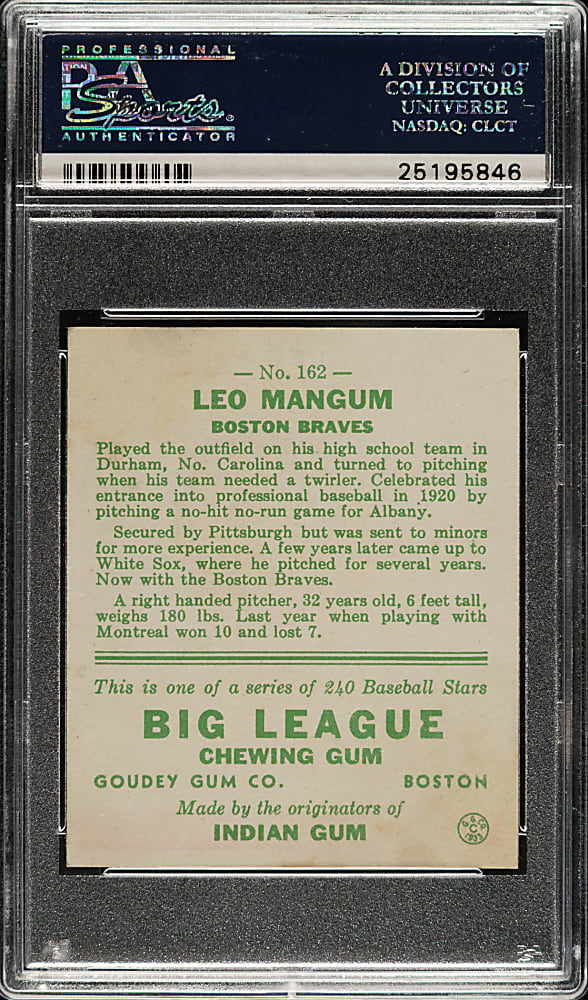 PROFESSIONAL
PSA
Sports
AUTHENTICATOR
A DIVISION OF
COLLECTORS
UNIVERSE
NASDAQ: CLCT
25195846
— No. 162 —
LEO MANGUM
BOSTON BRAVES
Played the outfield on his high school team in
Durham, No. Carolina and turned to pitching
when his team needed a twirler. Celebrated his
entrance into professional baseball in 1920 by
pitching a no-hit no-run game for Albany.
Secured by Pittsburgh but was sent to minors
for more experience. A few years later came up to
White Sox, where he pitched for several years.
Now with the Boston Braves.
A right handed pitcher, 32 years old, 6 feet tall,
weighs 180 lbs. Last year when playing with
Montreal won 10 and lost 7.
This is one of a series of 240 Baseball Stars
BIG LEAGUE
CHEWING GUM
GOUDEY GUM CO. BOSTON
Made by the originators of
INDIAN GUM
G. G. CO.
C
1933